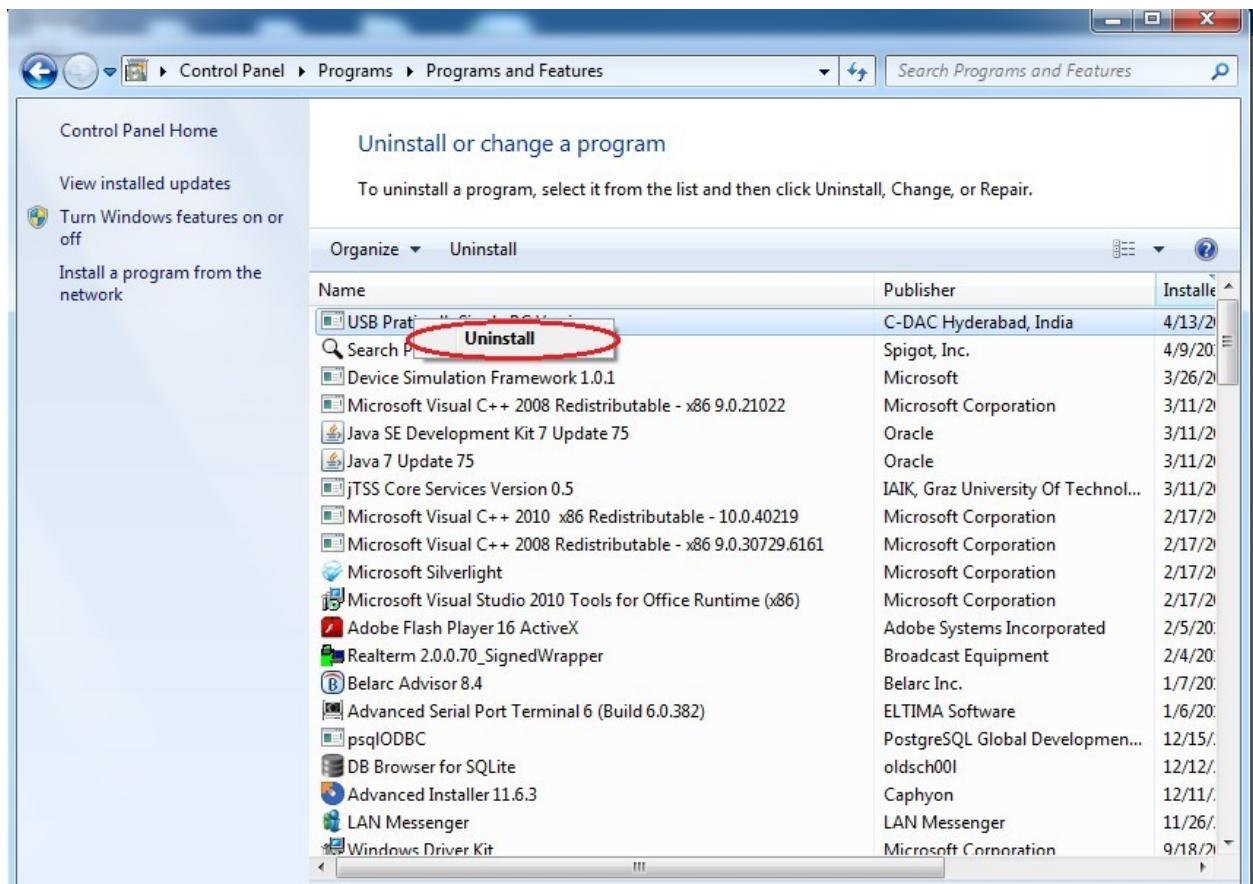 Control Panel Programs Programs and Features
Search Programs and Features
Control Panel Home
View installed updates
Turn Windows features on or
off
Install a program from the
network
Uninstall or change a program
To uninstall a program, select it from the list and then click Uninstall, Change, or Repair.
Organize Uninstall
Name Publisher Installe
USB C-DAC Hyderabad, India 4/13/2
Uninstall
Search Spigot, Inc. 4/9/20
Device Simulation Framework 1.0.1 Microsoft 3/26/2
Microsoft Visual C++ 2008 Redistributable - x86 9.0.21022 Microsoft Corporation 3/11/2
Java SE Development Kit 7 Update 75 Oracle 3/11/2
Java 7 Update 75 Oracle 3/11/2
jTSS Core Services Version 0.5 IAIK, Graz University Of Technol... 3/11/2
Microsoft Visual C++ 2010 x86 Redistributable - 10.0.40219 Microsoft Corporation 2/17/2
Microsoft Visual C++ 2008 Redistributable - x86 9.0.30729.6161 Microsoft Corporation 2/17/2
Microsoft Silverlight Microsoft Corporation 2/17/2
Microsoft Visual Studio 2010 Tools for Office Runtime (x86) Microsoft Corporation 2/17/2
Adobe Flash Player 16 ActiveX Adobe Systems Incorporated 2/5/20
Realterm 2.0.0.70_SignedWrapper Broadcast Equipment 2/4/20
Belarc Advisor 8.4 Belarc Inc. 1/7/20
Advanced Serial Port Terminal 6 (Build 6.0.382) ELTIMA Software 1/6/20
psqlODBC PostgreSQL Global Developmen... 12/15/
DB Browser for SQLite oldsch00l 12/12/
Advanced Installer 11.6.3 Caphyon 12/11/
LAN Messenger LAN Messenger 11/26/
Windows Driver Kit Microsoft Corporation 9/18/2